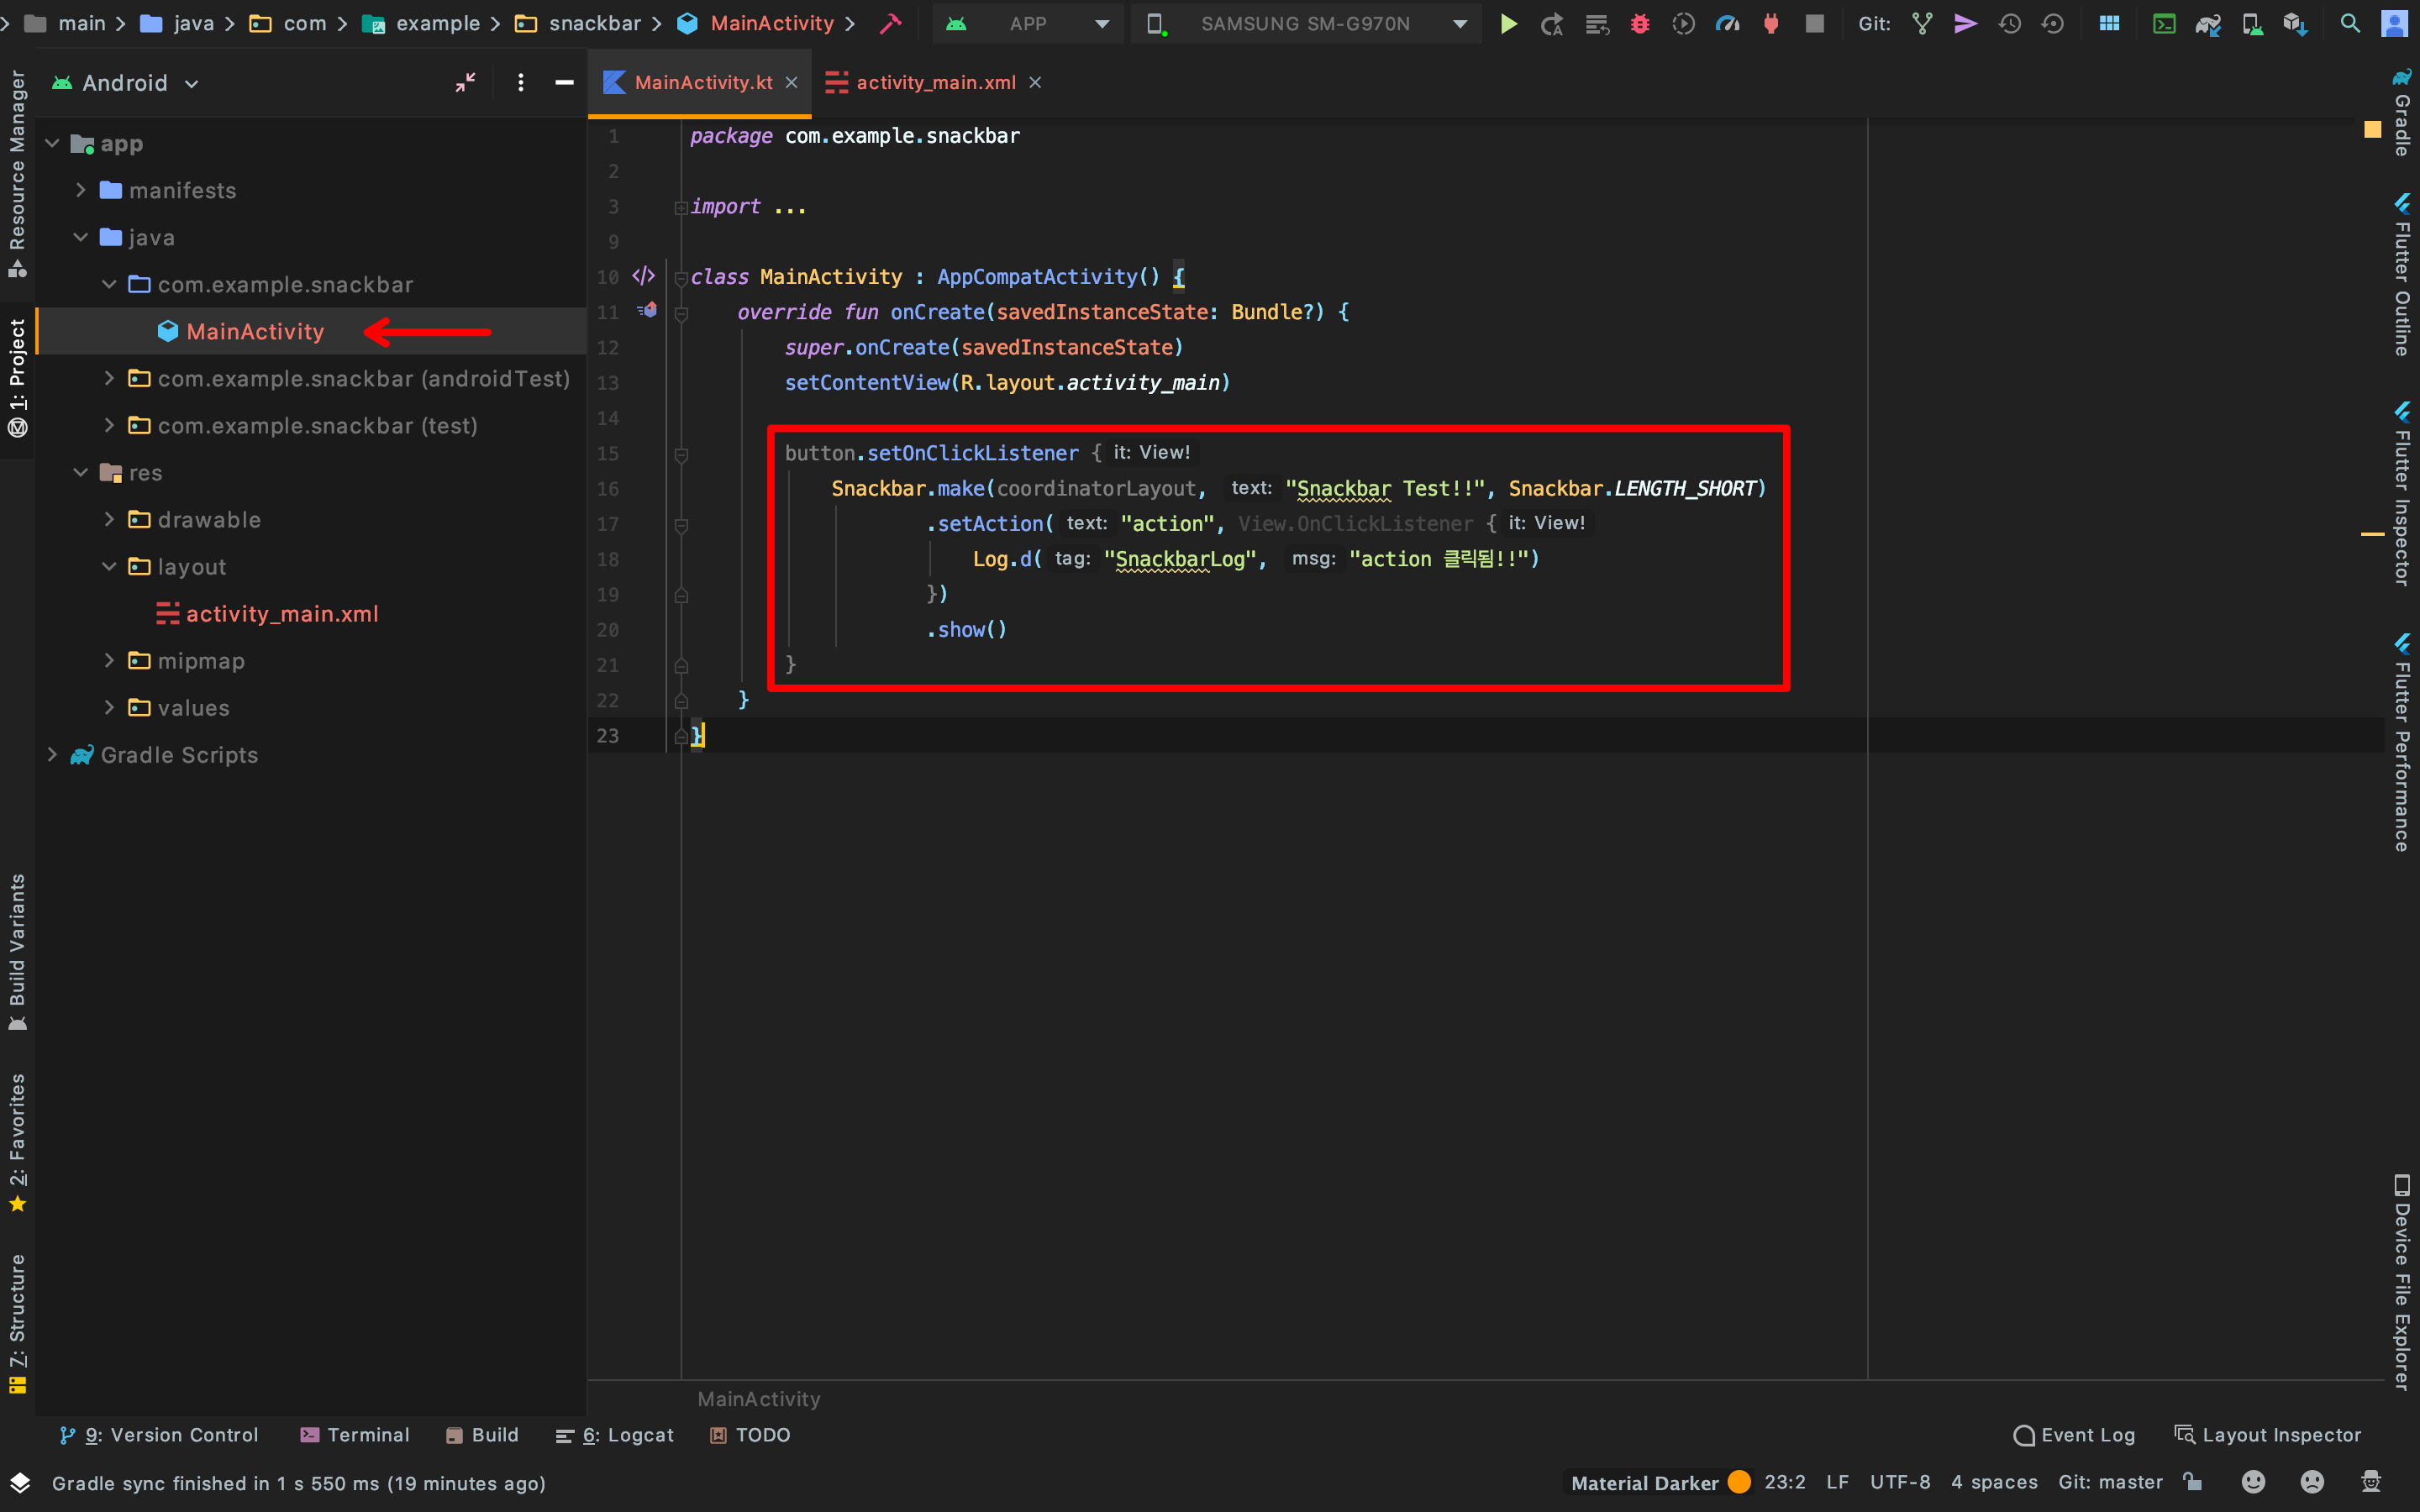 main java com example snackbar MainActivity APP SAMSUNG SM-G970N Git:
Android
MainActivity.kt activity_main.xml
app
manifests
java
com.example.snackbar
MainActivity
com.example.snackbar (androidTest)
com.example.snackbar (test)
res
drawable
layout
activity_main.xml
mipmap
values
Gradle Scripts
1 package com.example.snackbar
2
3 import ...
9
10 class MainActivity : AppCompatActivity() {
11 override fun onCreate(savedInstanceState: Bundle?) {
12 super.onCreate(savedInstanceState)
13 setContentView(R.layout.activity_main)
14
15 button.setOnClickListener { it: View!
16 Snackbar.make(coordinatorLayout, text: "Snackbar Test!!", Snackbar.LENGTH_SHORT)
17 .setAction( text: "action", View.OnClickListener { it: View!
18 Log.d( tag: "SnackbarLog", msg: "action 클릭됨!!")
19 })
20 .show()
21 }
22 }
23 }
MainActivity
Resource Manager
1: Project
Build Variants
2: Favorites
7: Structure
Gradle
Flutter Outline
Flutter Inspector
Flutter Performance
Device File Explorer
9: Version Control Terminal Build 6: Logcat TODO Event Log Layout Inspector
Gradle sync finished in 1 s 550 ms (19 minutes ago) Material Darker 23:2 LF UTF-8 4 spaces Git: master